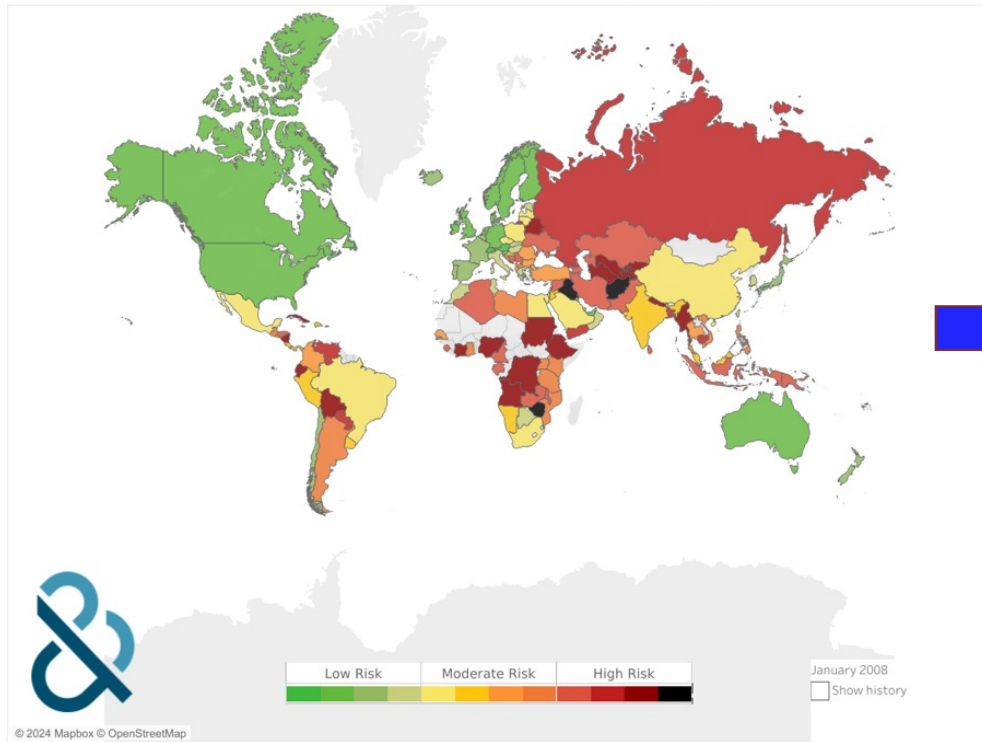 Low Risk Moderate Risk High Risk
January 2008
Show history
© 2024 Mapbox © OpenStreetMap